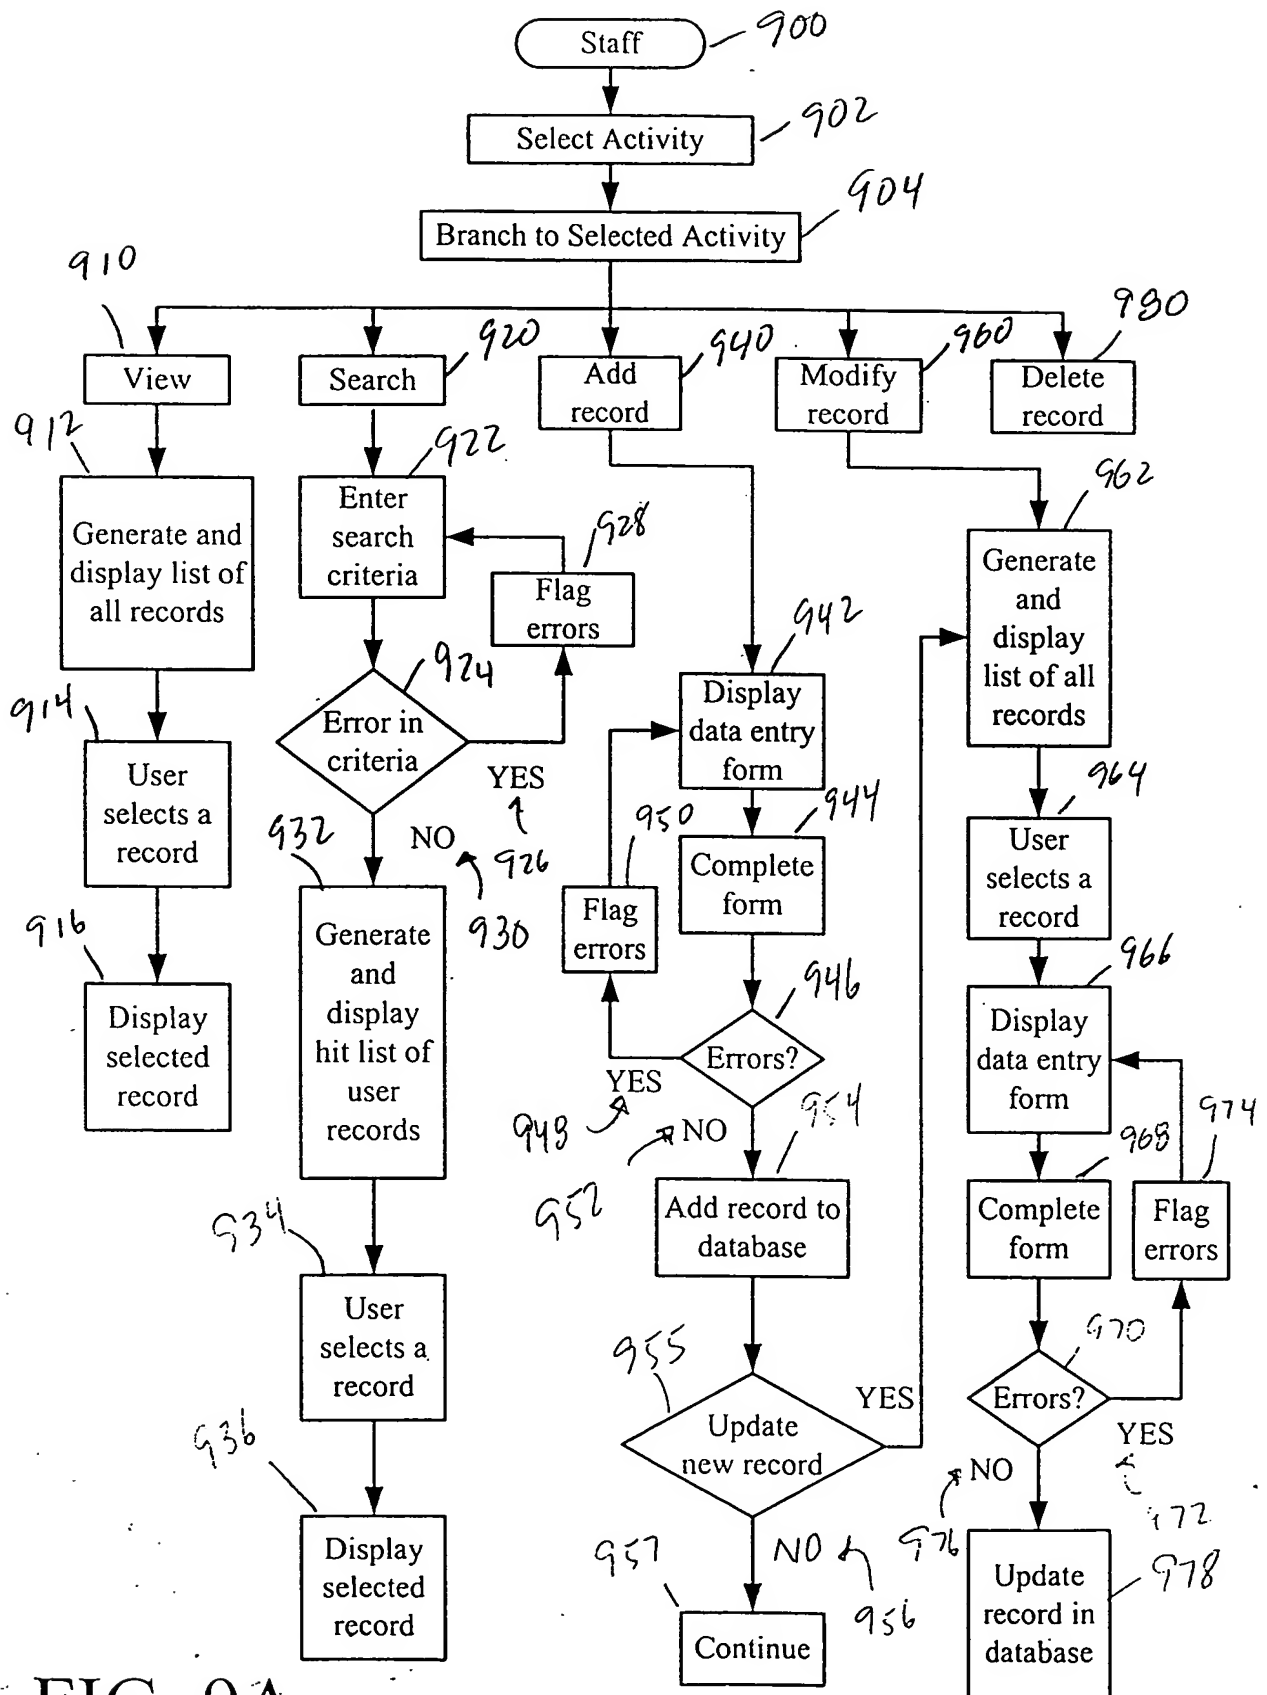 Staff
900
Select Activity
902
Branch to Selected Activity
904
910
View
920
Search
940
Add
record
960
Modify
record
980
Delete
record
912
Generate and
display list of
all records
914
User
selects a
record
916
Display
selected
record
922
Enter
search
criteria
928
Flag
errors
924
Error in
criteria
YES
926
NO
930
932
Generate
and
display
hit list of
user
records
934
User
selects a
record
936
Display
selected
record
942
Display
data entry
form
944
Complete
form
950
Flag
errors
946
Errors?
YES
948
NO
952
954
Add record to
database
955
Update
new record
YES
NO
956
957
Continue
962
Generate
and
display
list of all
records
964
User
selects a
record
966
Display
data entry
form
968
Complete
form
974
Flag
errors
970
Errors?
YES
972
NO
976
978
Update
record in
database
FIG. 9A